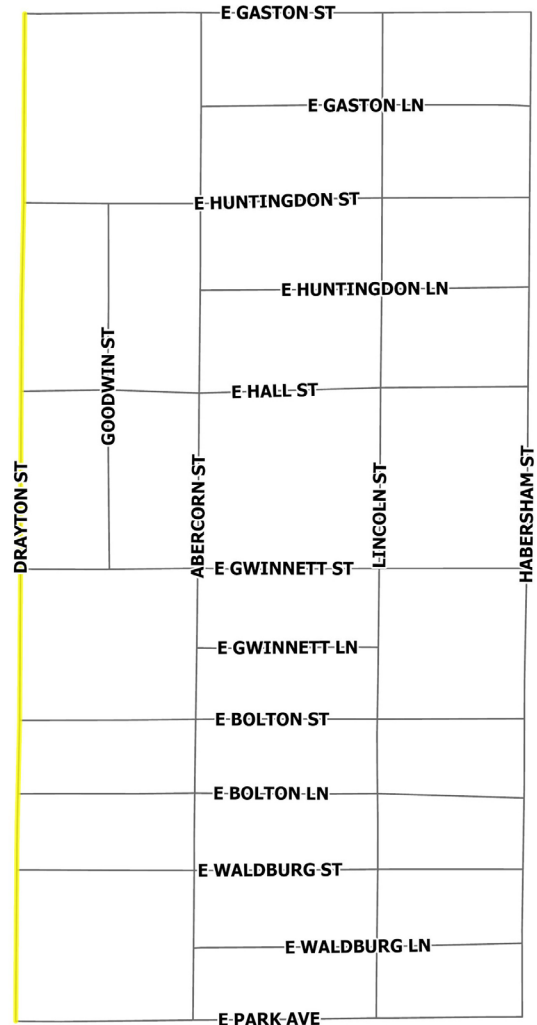 E GASTON ST
E GASTON LN
E HUNTINGDON ST
E HUNTINGDON LN
GOODWIN ST
E HALL ST
DRAYTON ST
ABERCORN ST
LINCOLN ST
HABERSHAM ST
E GWINNETT ST
E GWINNETT LN
E BOLTON ST
E BOLTON LN
E WALDBURG ST
E WALDBURG LN
E PARK AVE